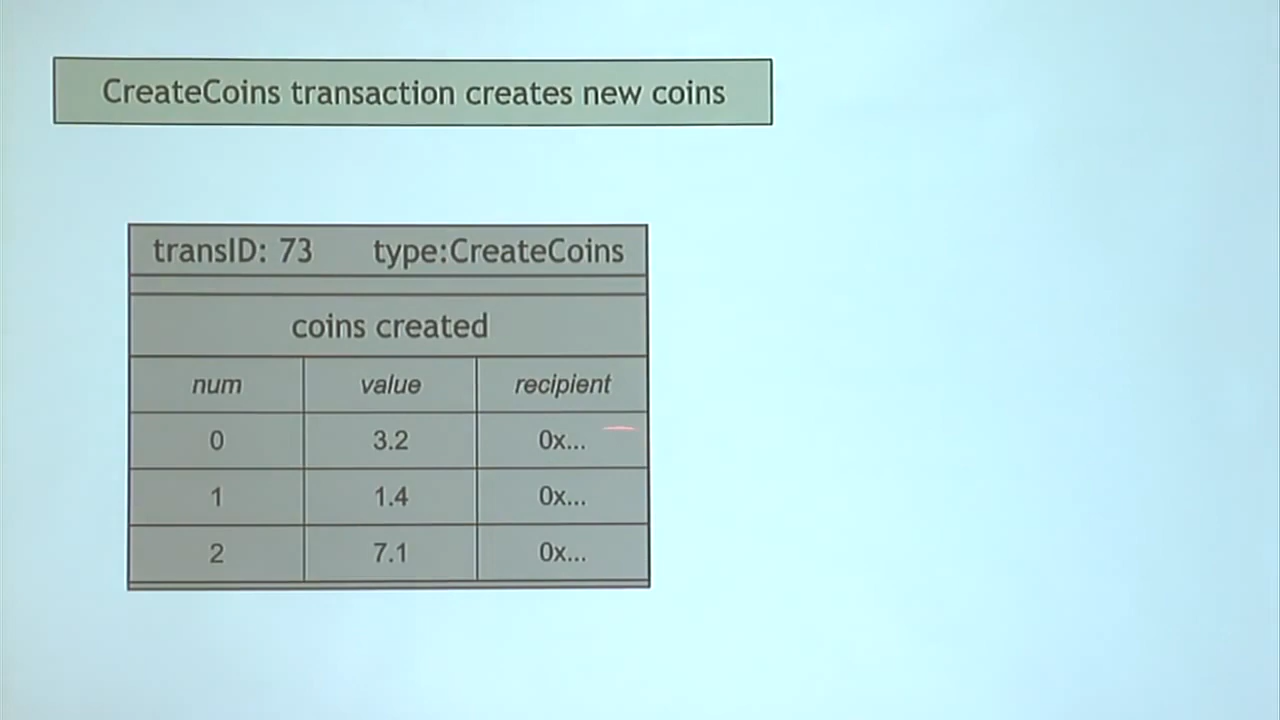 CreateCoins transaction creates new coins
transID: 73 type:CreateCoins
coins created
num value recipient
0 3.2 0x...
1 1.4 0x...
2 7.1 0x...